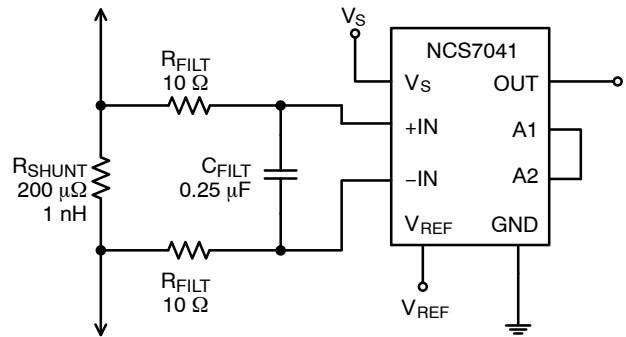 V_S
NCS7041
R_FILT
10 Ω
V_S
OUT
+IN
A1
R_SHUNT
200 μΩ
1 nH
C_FILT
0.25 μF
−IN
A2
V_REF
GND
R_FILT
10 Ω
V_REF